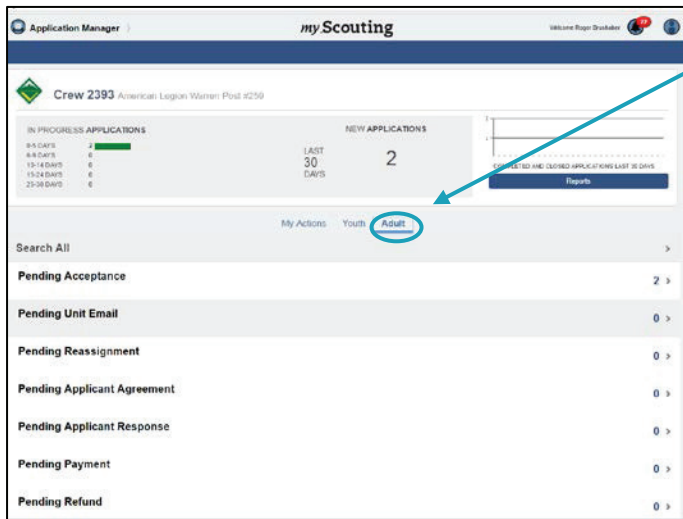 Application Manager
my.Scouting
Welcome Roger Brubaker
Crew 2393 American Legion Warren Post #259
IN PROGRESS APPLICATIONS
0-5 DAYS 2
6-9 DAYS 0
10-14 DAYS 0
15-24 DAYS 0
25-30 DAYS 0
NEW APPLICATIONS
LAST
30
DAYS
2
COMPLETED AND CLOSED APPLICATIONS LAST 30 DAYS
Reports
My Actions Youth Adult
Search All
Pending Acceptance 2
Pending Unit Email 0
Pending Reassignment 0
Pending Applicant Agreement 0
Pending Applicant Response 0
Pending Payment 0
Pending Refund 0